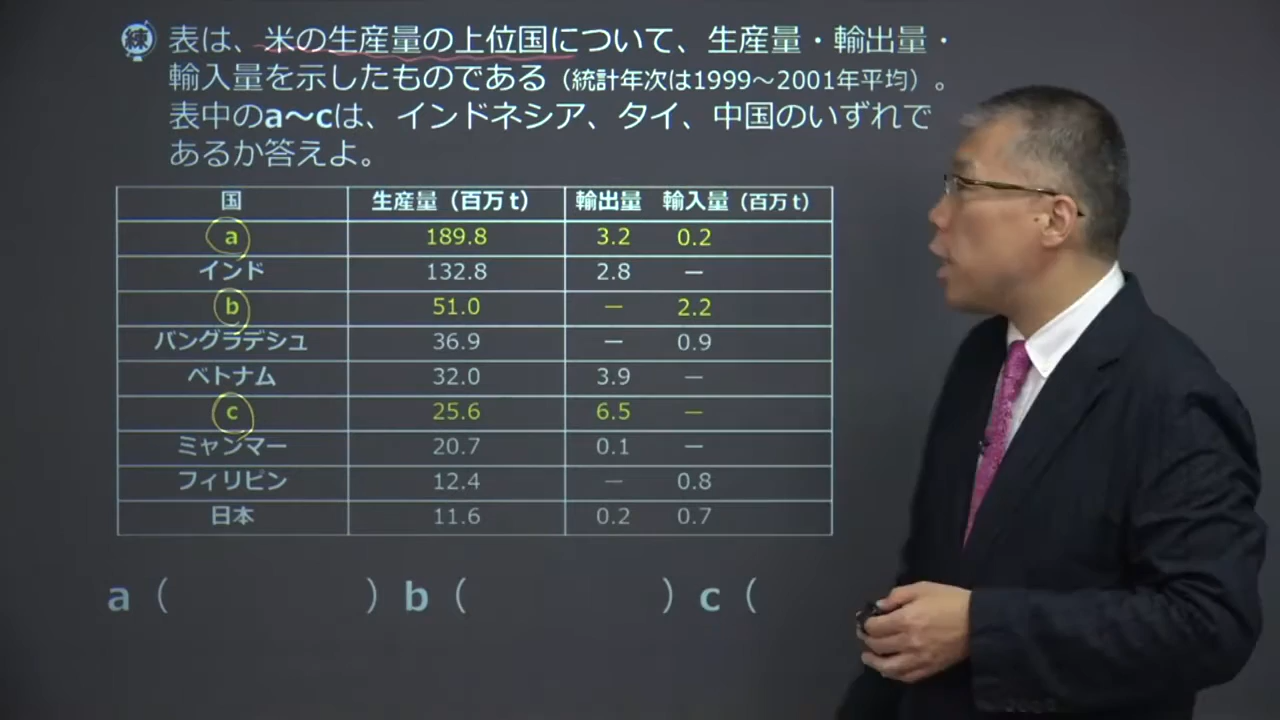 練 表は、米の生産量の上位国について、生産量・輸出量・
輸入量を示したものである（統計年次は1999～2001年平均）。
表中のa～cは、インドネシア、タイ、中国のいずれで
あるか答えよ。
国 生産量（百万t） 輸出量 輸入量（百万t）
a 189.8 3.2 0.2
インド 132.8 2.8 ―
b 51.0 ― 2.2
バングラデシュ 36.9 ― 0.9
ベトナム 32.0 3.9 ―
c 25.6 6.5 ―
ミャンマー 20.7 0.1 ―
フィリピン 12.4 ― 0.8
日本 11.6 0.2 0.7
a（ ）b（ ）c（